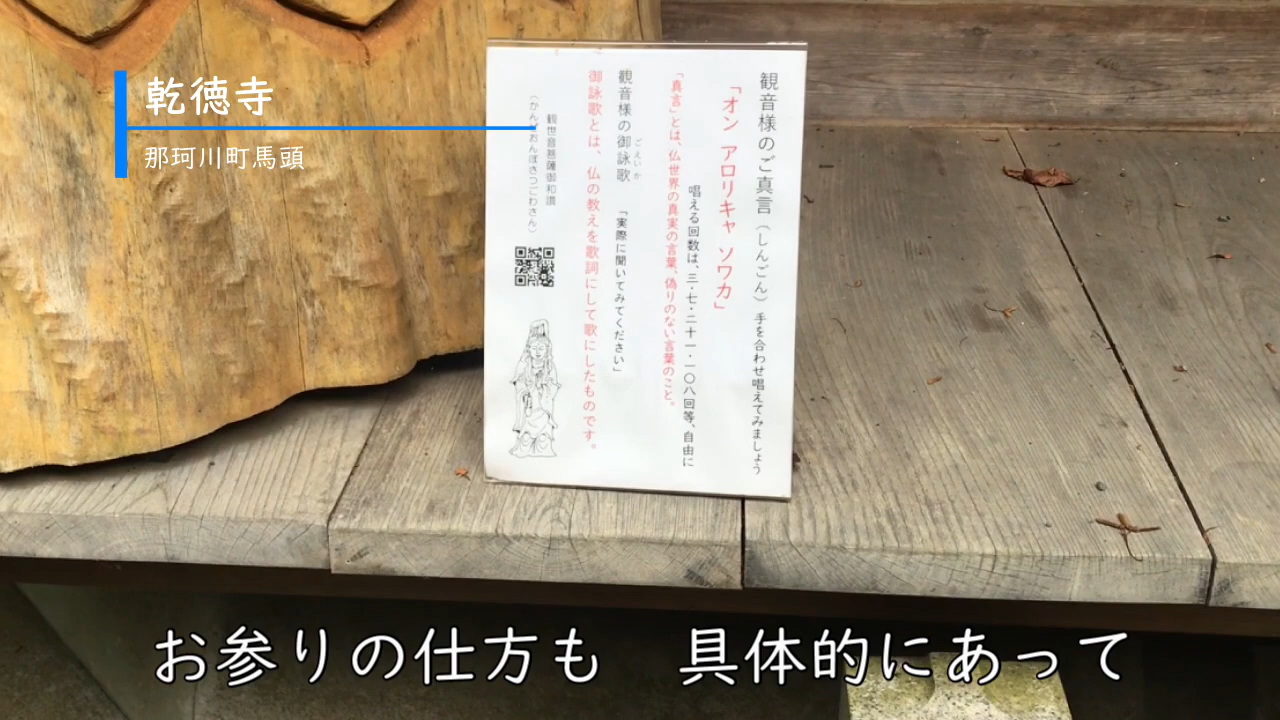 乾徳寺
那珂川町馬頭
観音様のご真言（しんごん）手を合わせ唱えてみましょう
「オン アロリキャ ソワカ」
唱える回数は、三・七・二十一・一〇八回等、自由に
「真言」とは、仏世界の真実の言葉、偽りのない言葉のこと。
ごえいか
観音様の御詠歌 「実際に聞いてみてください」
御詠歌とは、仏の教えを歌詞にして歌にしたものです。
観世音菩薩御和讃
（かんぜおんぼさつごわさん）
お参りの仕方も 具体的にあって